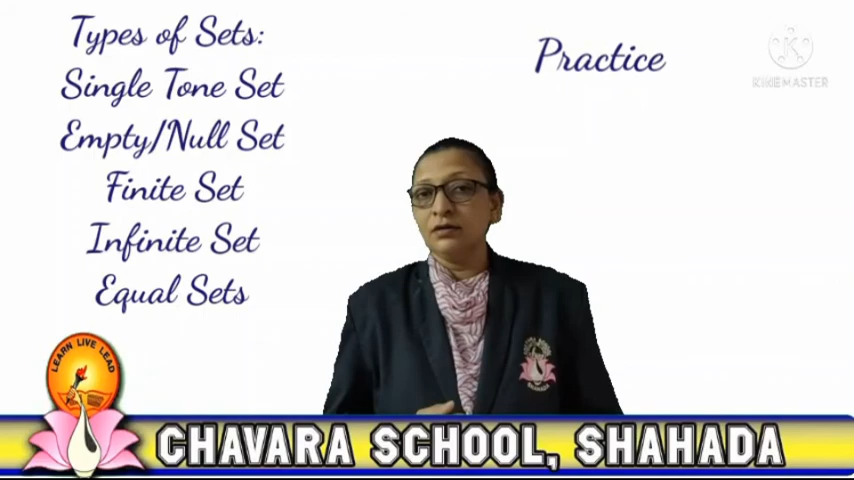 Types of Sets:
Single Tone Set
Empty/Null Set
Finite Set
Infinite Set
Equal Sets
Practice
KINEMASTER
LEARN LIVE LEAD
SHAHADA
CHAVARA SCHOOL, SHAHADA